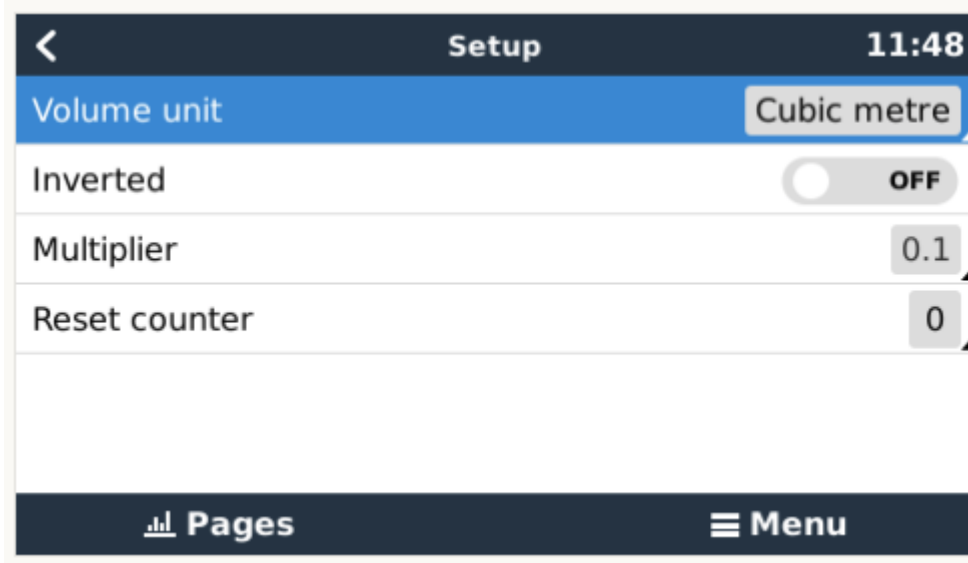 Setup 11:48
Volume unit Cubic metre
Inverted OFF
Multiplier 0.1
Reset counter 0
Pages Menu